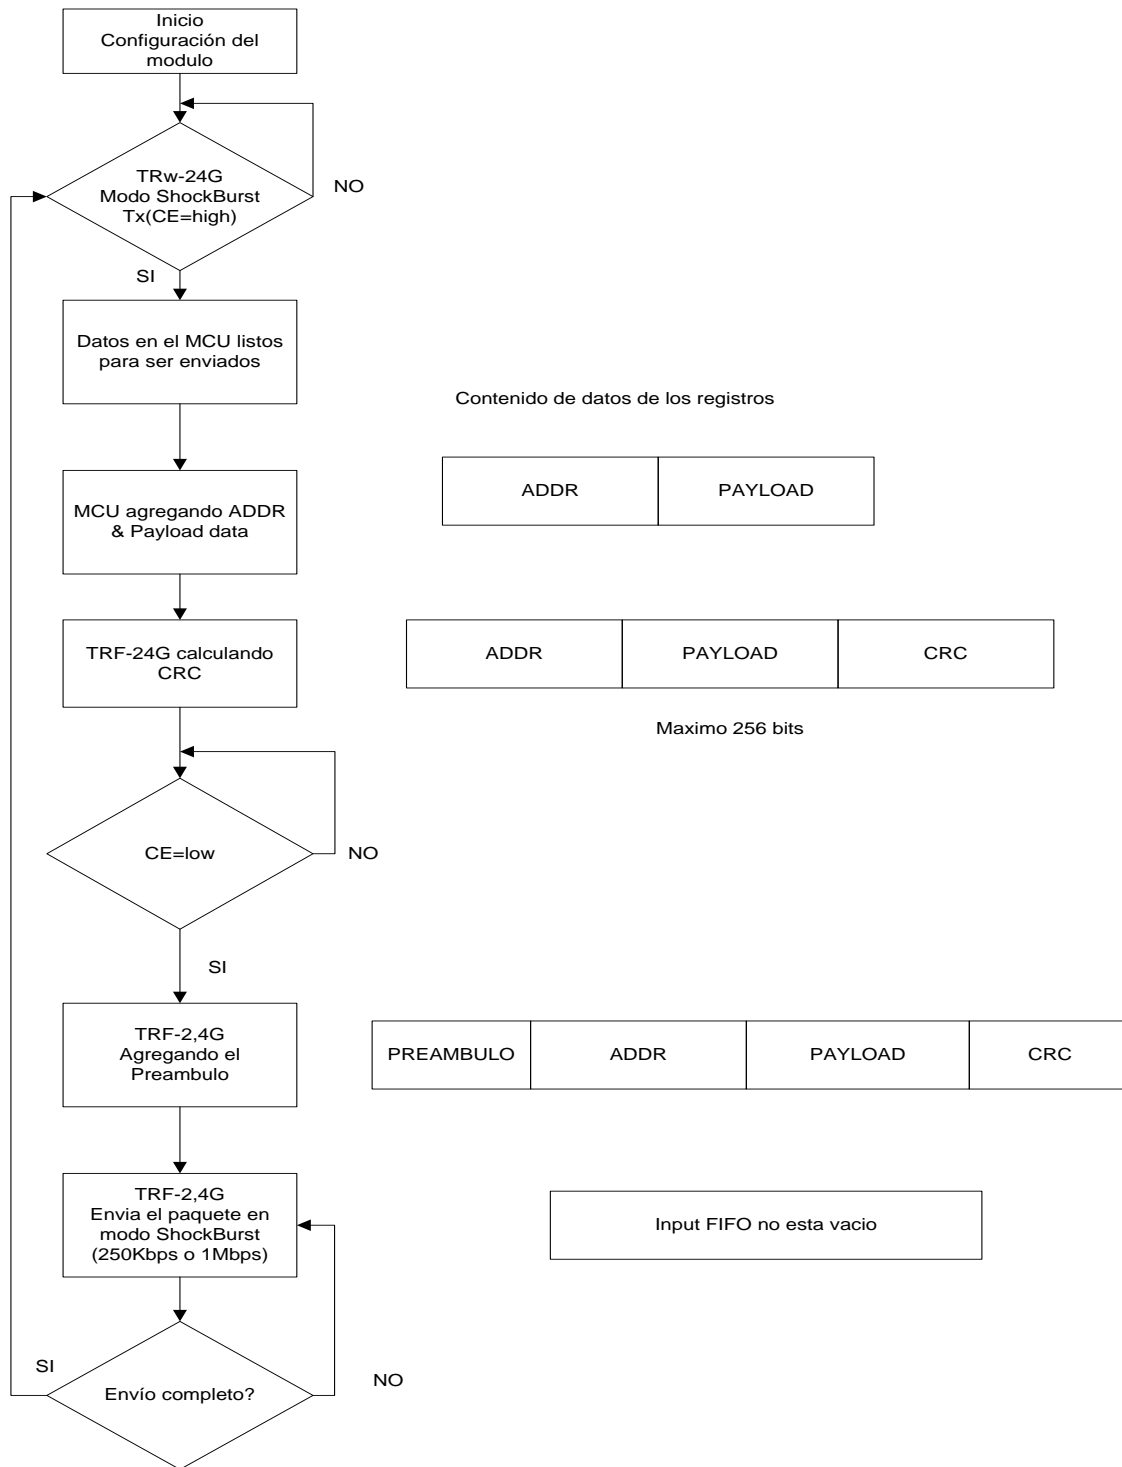 Inicio
Configuración del
modulo
TRw-24G
Modo ShockBurst
Tx(CE=high)
NO
SI
Datos en el MCU listos
para ser enviados
Contenido de datos de los registros
MCU agregando ADDR
& Payload data
ADDR PAYLOAD
TRF-24G calculando
CRC
ADDR PAYLOAD CRC
Maximo 256 bits
CE=low
NO
SI
TRF-2,4G
Agregando el
Preambulo
PREAMBULO ADDR PAYLOAD CRC
TRF-2,4G
Envia el paquete en
modo ShockBurst
(250Kbps o 1Mbps)
Input FIFO no esta vacio
SI
Envío completo?
NO